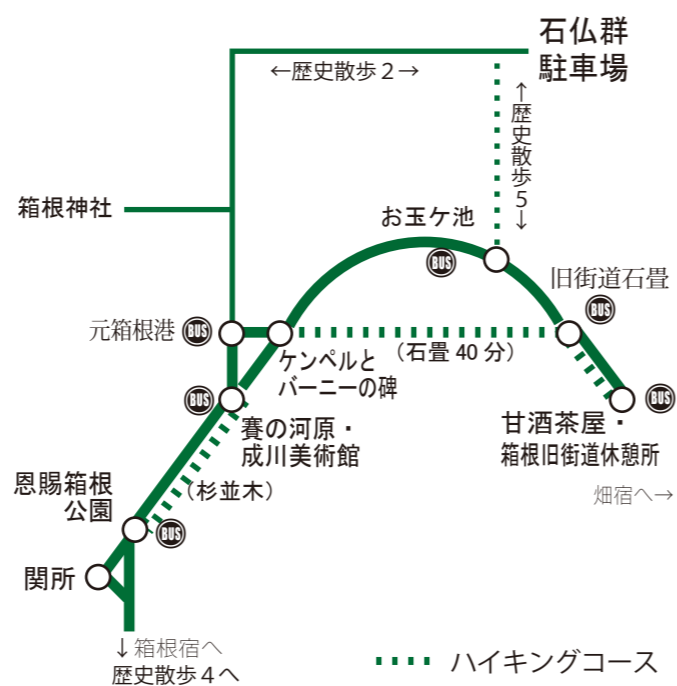 石仏群
駐車場
←歴史散歩２→
←歴史散歩５→
箱根神社
お玉ケ池
BUS
旧街道石畳
BUS
元箱根港
BUS
（石畳 40 分）
ケンペルと
バーニーの碑
BUS
BUS
賽の河原・
成川美術館
甘酒茶屋・
箱根旧街道休憩所
恩賜箱根
公園
（杉並木）
畑宿へ→
BUS
関所
↓箱根宿へ
歴史散歩４へ
ハイキングコース